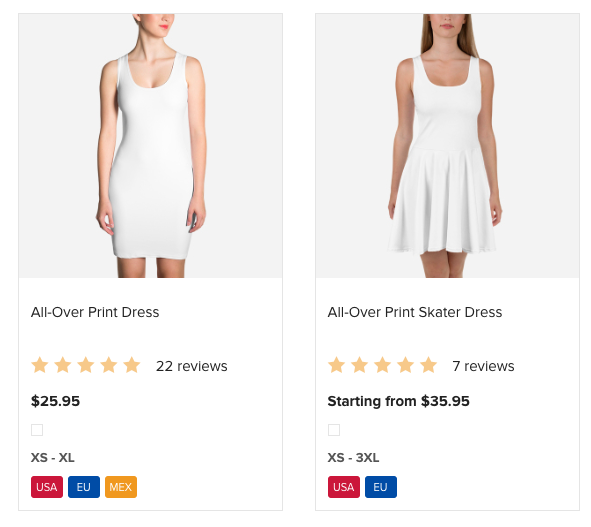 All-Over Print Dress
22 reviews
$25.95
XS - XL
USA EU MEX
All-Over Print Skater Dress
7 reviews
Starting from $35.95
XS - 3XL
USA EU